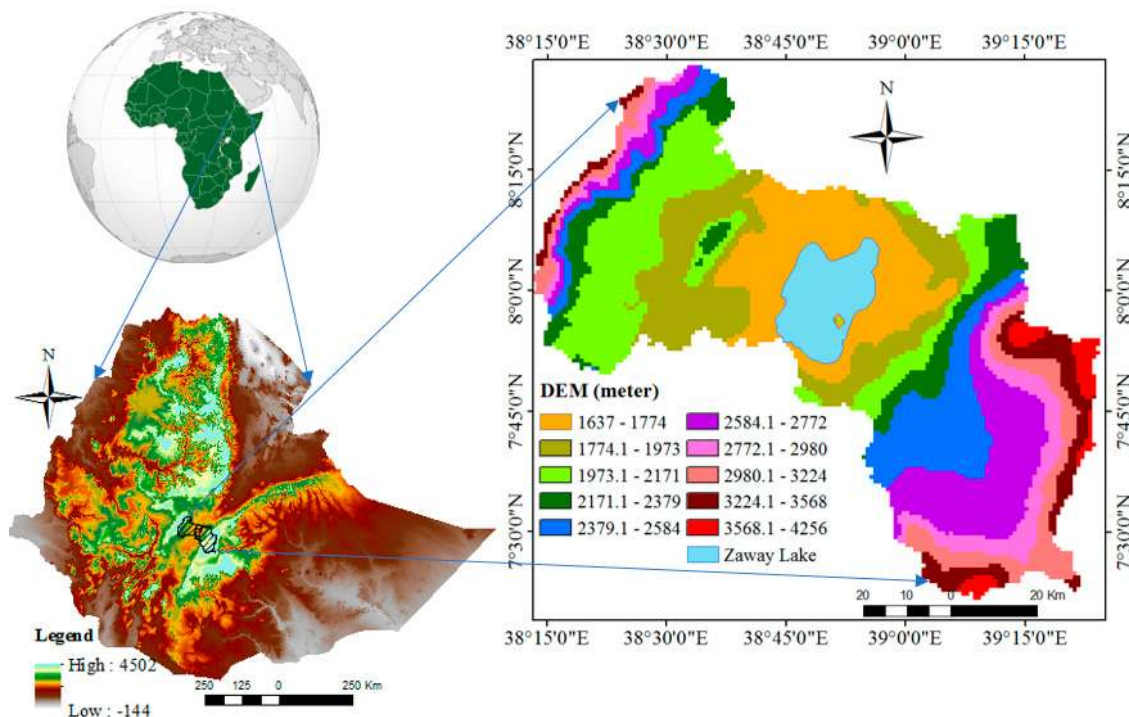 38°15'0"E 38°30'0"E 38°45'0"E 39°0'0"E 39°15'0"E
N
8°15'0"N 8°15'0"N
8°0'0"N 8°0'0"N
7°45'0"N 7°45'0"N
7°30'0"N 7°30'0"N
DEM (meter)
1637 - 1774 2584.1 - 2772
1774.1 - 1973 2772.1 - 2980
1973.1 - 2171 2980.1 - 3224
2171.1 - 2379 3224.1 - 3568
2379.1 - 2584 3568.1 - 4256
Zaway Lake
20 10 0 20 Km
38°15'0"E 38°30'0"E 38°45'0"E 39°0'0"E 39°15'0"E
N
Legend
High : 4502
Low : -144
250 125 0 250 Km